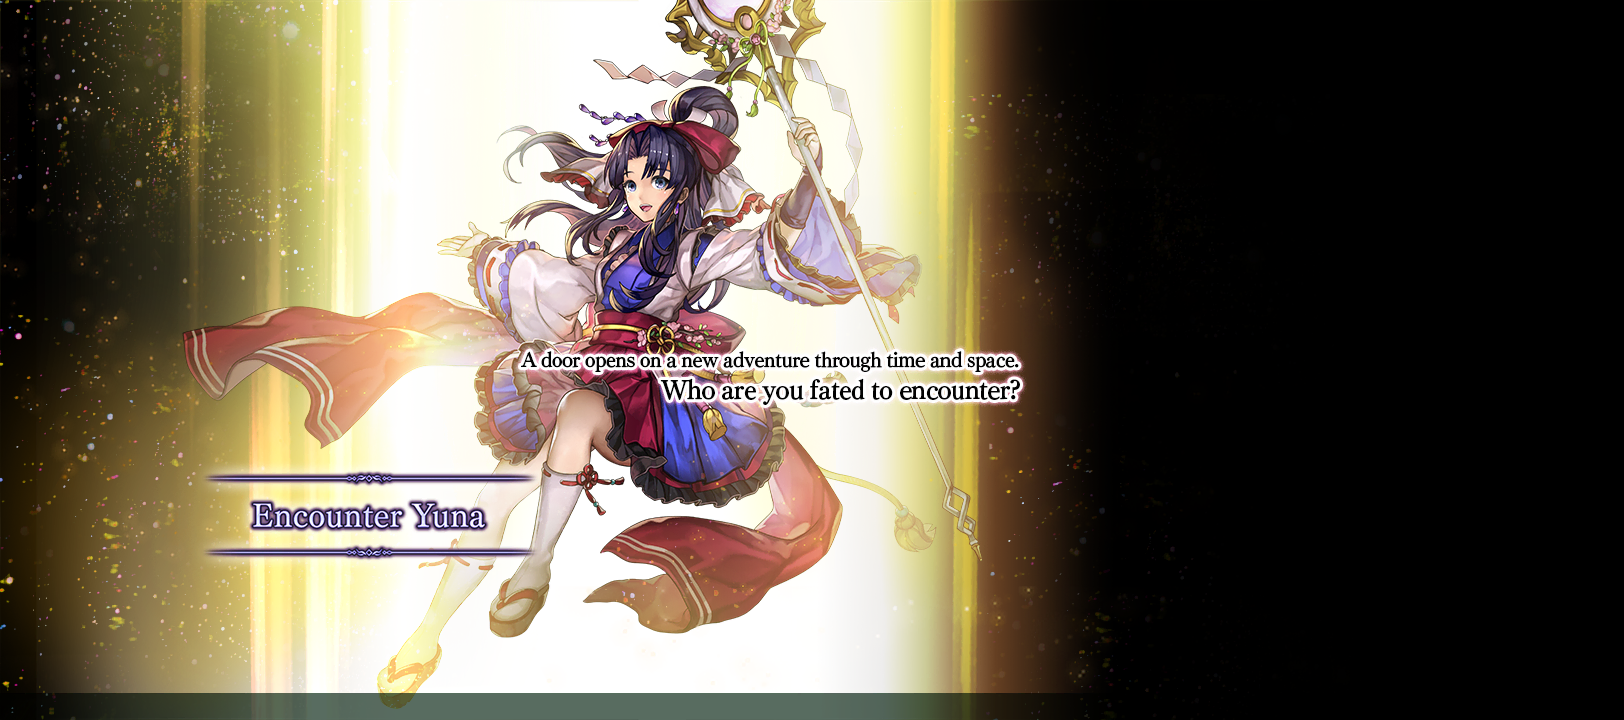 A door opens on a new adventure through time and space.
Who are you fated to encounter?
Encounter Yuna